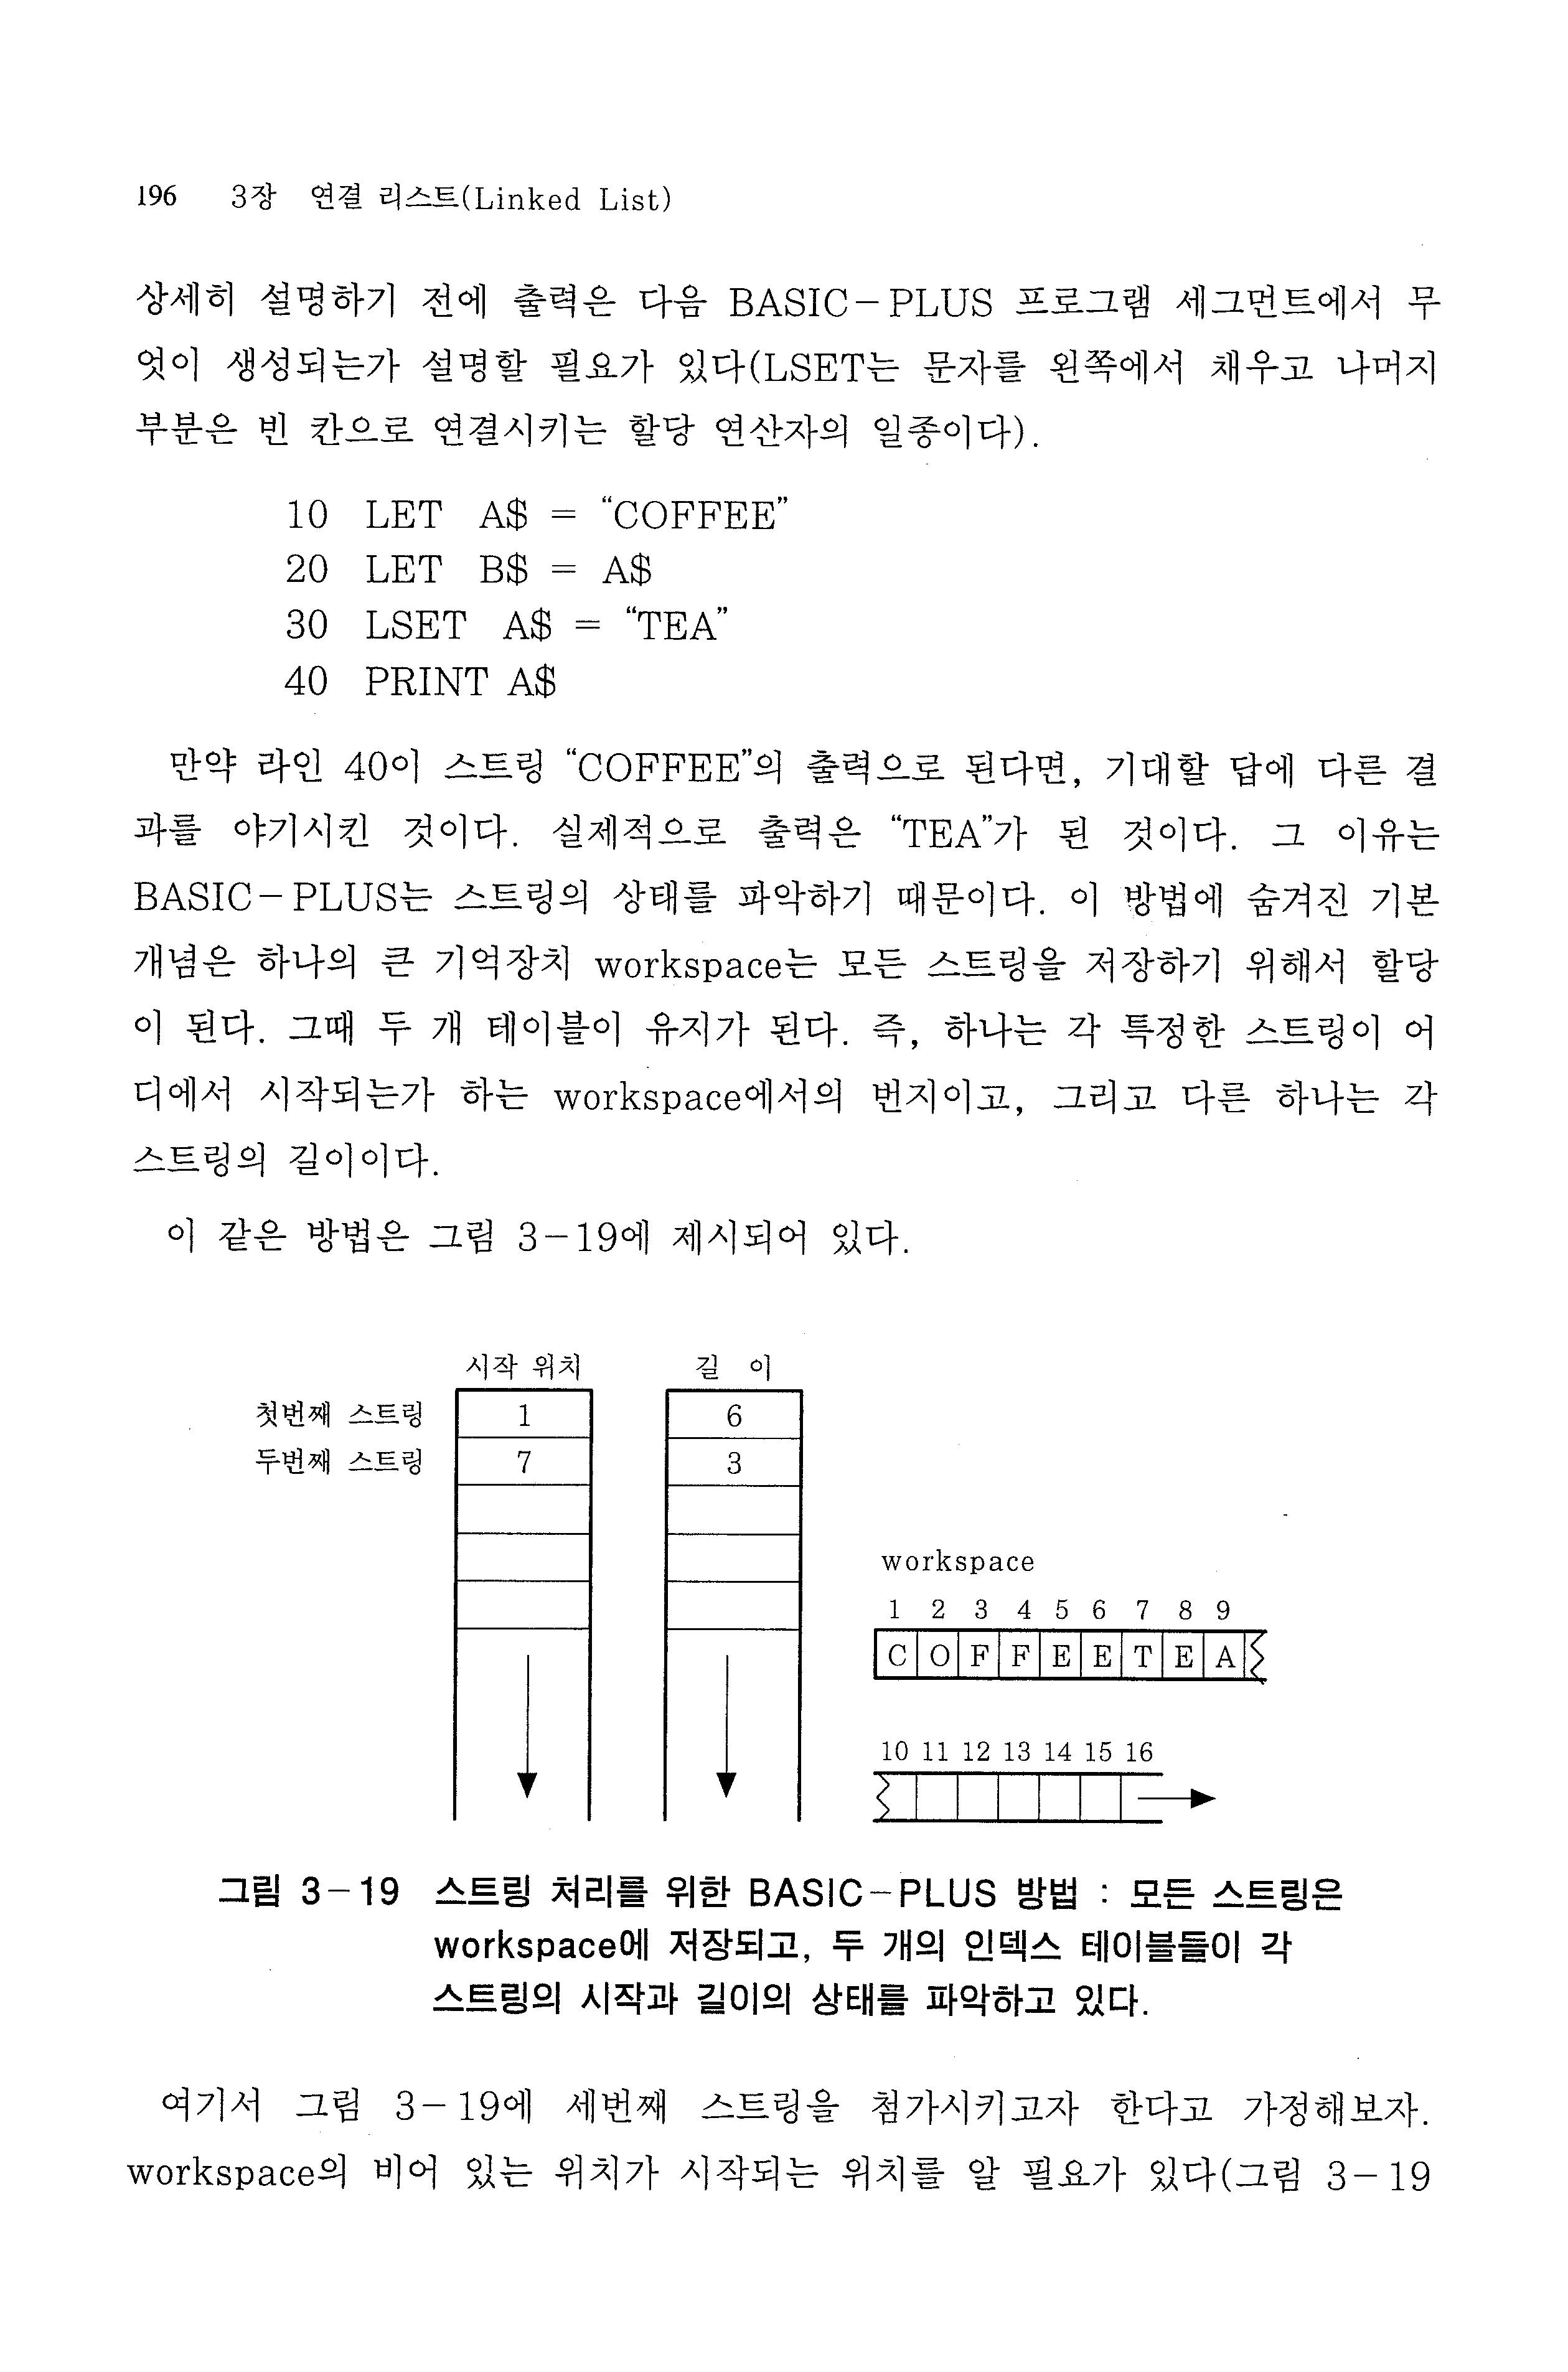 196 3장 연결 리스트(Linked List)
상세히 설명하기 전에 출력은 다음 BASIC-PLUS 프로그램 세그먼트에서 무
엇이 생성되는가 설명할 필요가 있다(LSET는 문자를 왼쪽에서 채우고 나머지
부분은 빈 칸으로 연결시키는 할당 연산자의 일종이다).
10 LET A$ = “COFFEE”
20 LET B$ = A$
30 LSET A$ = “TEA”
40 PRINT A$
만약 라인 40이 스트링 “COFFEE”의 출력으로 된다면, 기대할 답에 다른 결
과를 야기시킨 것이다. 실제적으로 출력은 “TEA”가 된 것이다. 그 이유는
BASIC-PLUS는 스트링의 상태를 파악하기 때문이다. 이 방법에 숨겨진 기본
개념은 하나의 큰 기억장치 workspace는 모든 스트링을 저장하기 위해서 할당
이 된다. 그때 두 개 테이블이 유지가 된다. 즉, 하나는 각 특정한 스트링이 어
디에서 시작되는가 하는 workspace에서의 번지이고, 그리고 다른 하나는 각
스트링의 길이이다.
이 같은 방법은 그림 3-19에 제시되어 있다.
시작 위치 길 이
첫번째 스트링 1 6
두번째 스트링 7 3
workspace
1 2 3 4 5 6 7 8 9
C O F F E E T E A
10 11 12 13 14 15 16
그림 3-19 스트링 처리를 위한 BASIC-PLUS 방법 : 모든 스트링은
workspace에 저장되고, 두 개의 인덱스 테이블들이 각
스트링의 시작과 길이의 상태를 파악하고 있다.
여기서 그림 3-19에 세번째 스트링을 첨가시키고자 한다고 가정해보자.
workspace의 비어 있는 위치가 시작되는 위치를 알 필요가 있다(그림 3-19